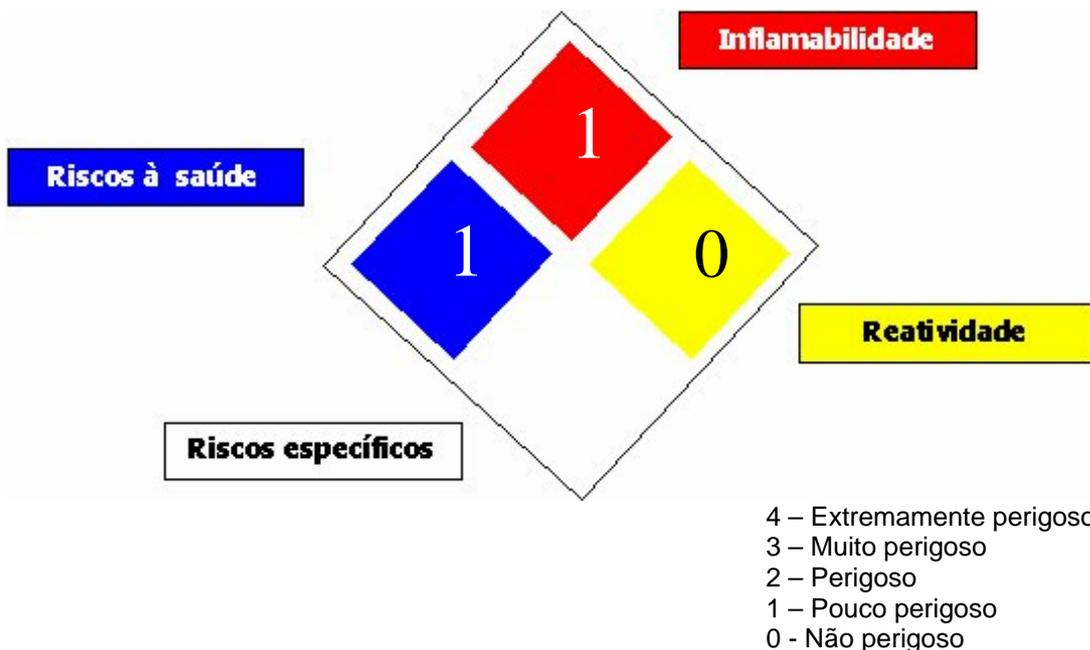 Inflamabilidade
1
Riscos à saúde
1
0
Reatividade
Riscos específicos
4 – Extremamente perigoso
3 – Muito perigoso
2 – Perigoso
1 – Pouco perigoso
0 - Não perigoso